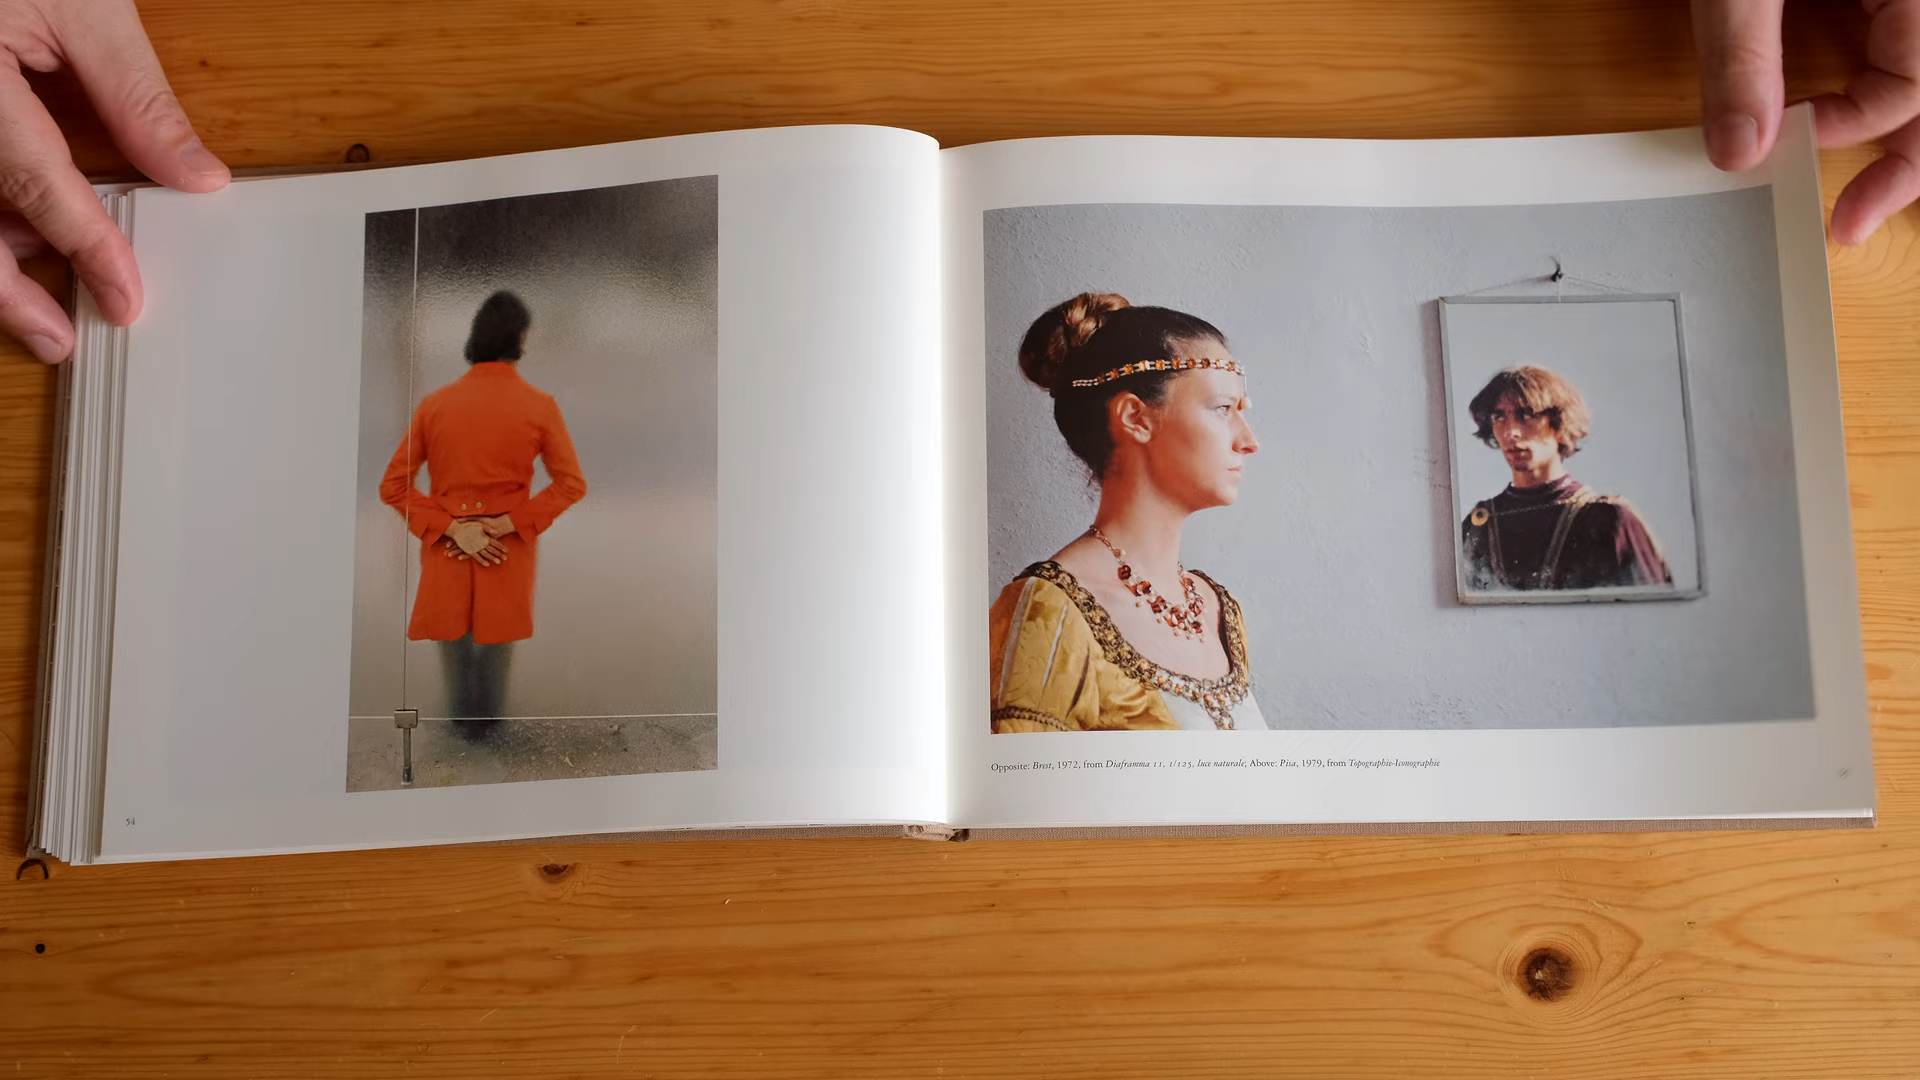 54
Opposite: Brest, 1972, from Diaframma 11, 1/125, luce naturale; Above: Pisa, 1979, from Topographie-Iconographie